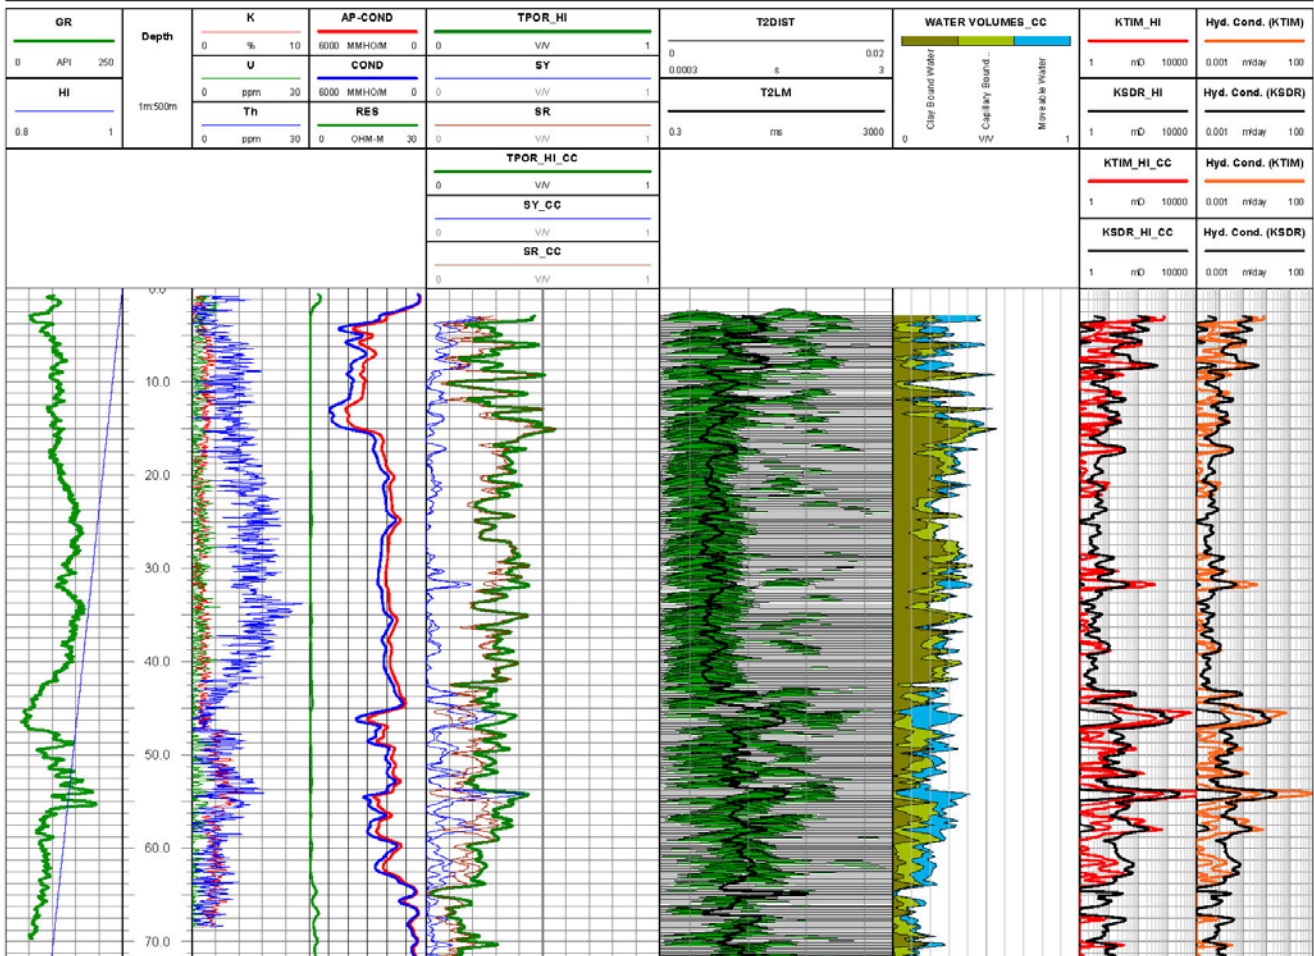 GR
0 API 250
HI
0.8 1
Depth
1m:500m
K
0 % 10
U
0 ppm 30
Th
0 ppm 30
AP-COND
6000 MMHO/M 0
COND
6000 MMHO/M 0
RES
0 OHM-M 30
TPOR_HI
0 V/V 1
SY
0 V/V 1
SR
0 V/V 1
TPOR_HI_CC
0 V/V 1
SY_CC
0 V/V 1
SR_CC
0 V/V 1
T2DIST
0 0.02
0.0003 s 3
T2LM
0.3 ms 3000
WATER VOLUMES_CC
Clay Bound Water
Capillary Bound...
Moveable Water
0 V/V 1
KTIM_HI
1 mD 10000
KSDR_HI
1 mD 10000
KTIM_HI_CC
1 mD 10000
KSDR_HI_CC
1 mD 10000
Hyd. Cond. (KTIM)
0.001 m/day 100
Hyd. Cond. (KSDR)
0.001 m/day 100
Hyd. Cond. (KTIM)
0.001 m/day 100
Hyd. Cond. (KSDR)
0.001 m/day 100
0.0
10.0
20.0
30.0
40.0
50.0
60.0
70.0